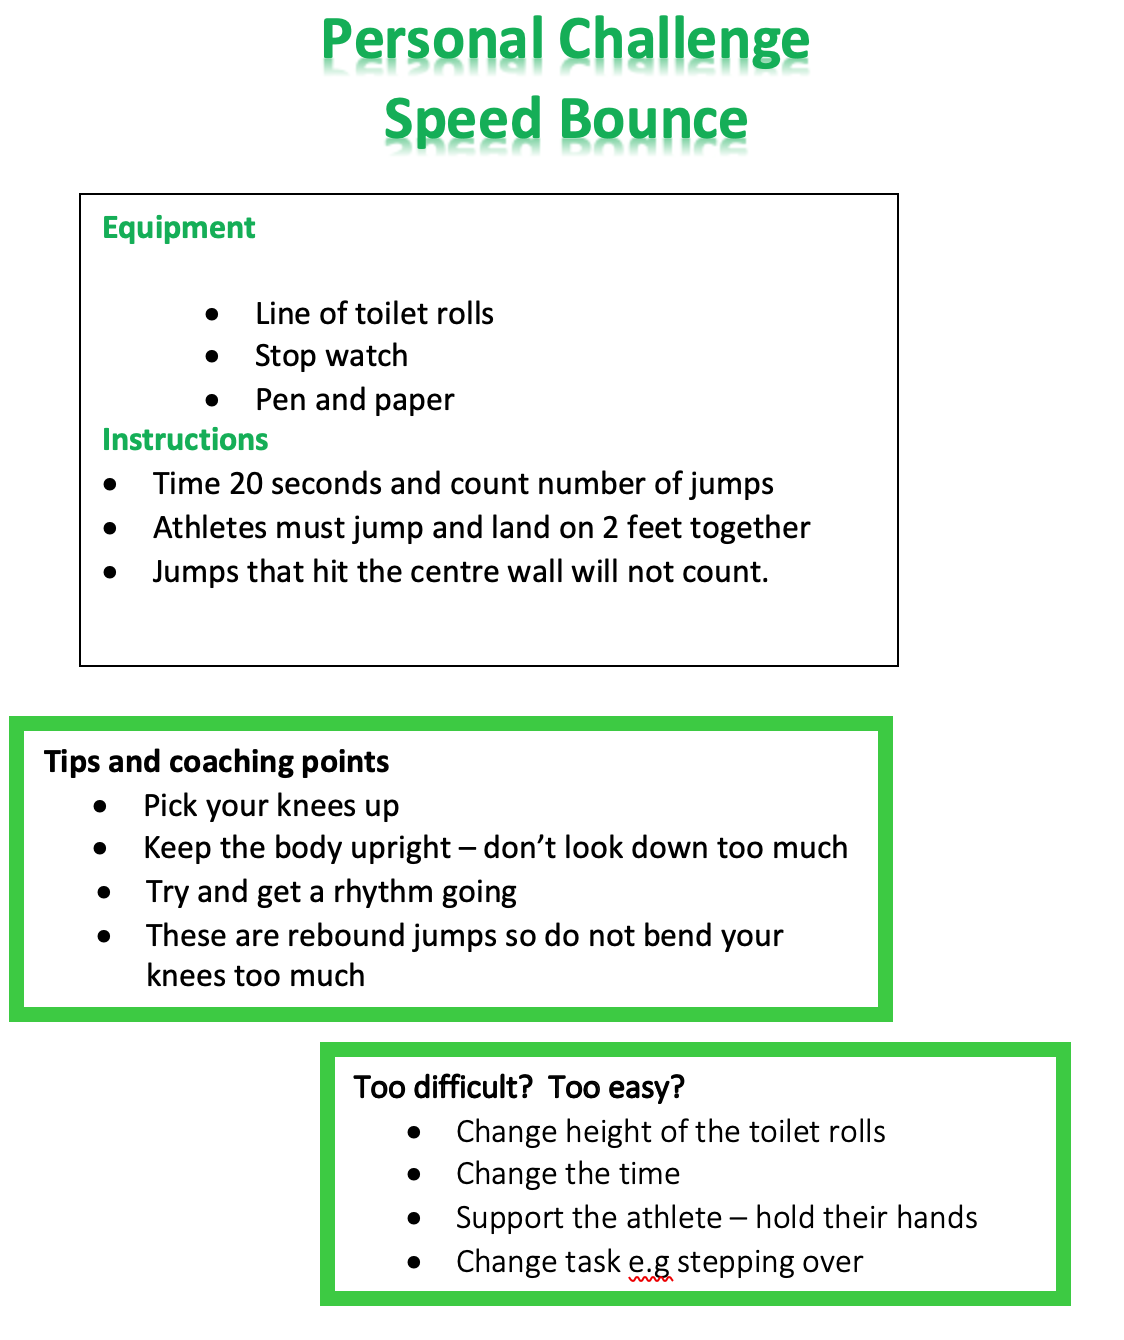 Personal Challenge
Speed Bounce
Equipment
• Line of toilet rolls
• Stop watch
• Pen and paper
Instructions
• Time 20 seconds and count number of jumps
• Athletes must jump and land on 2 feet together
• Jumps that hit the centre wall will not count.
Tips and coaching points
• Pick your knees up
• Keep the body upright – don’t look down too much
• Try and get a rhythm going
• These are rebound jumps so do not bend your
knees too much
Too difficult?  Too easy?
• Change height of the toilet rolls
• Change the time
• Support the athlete – hold their hands
• Change task e.g stepping over